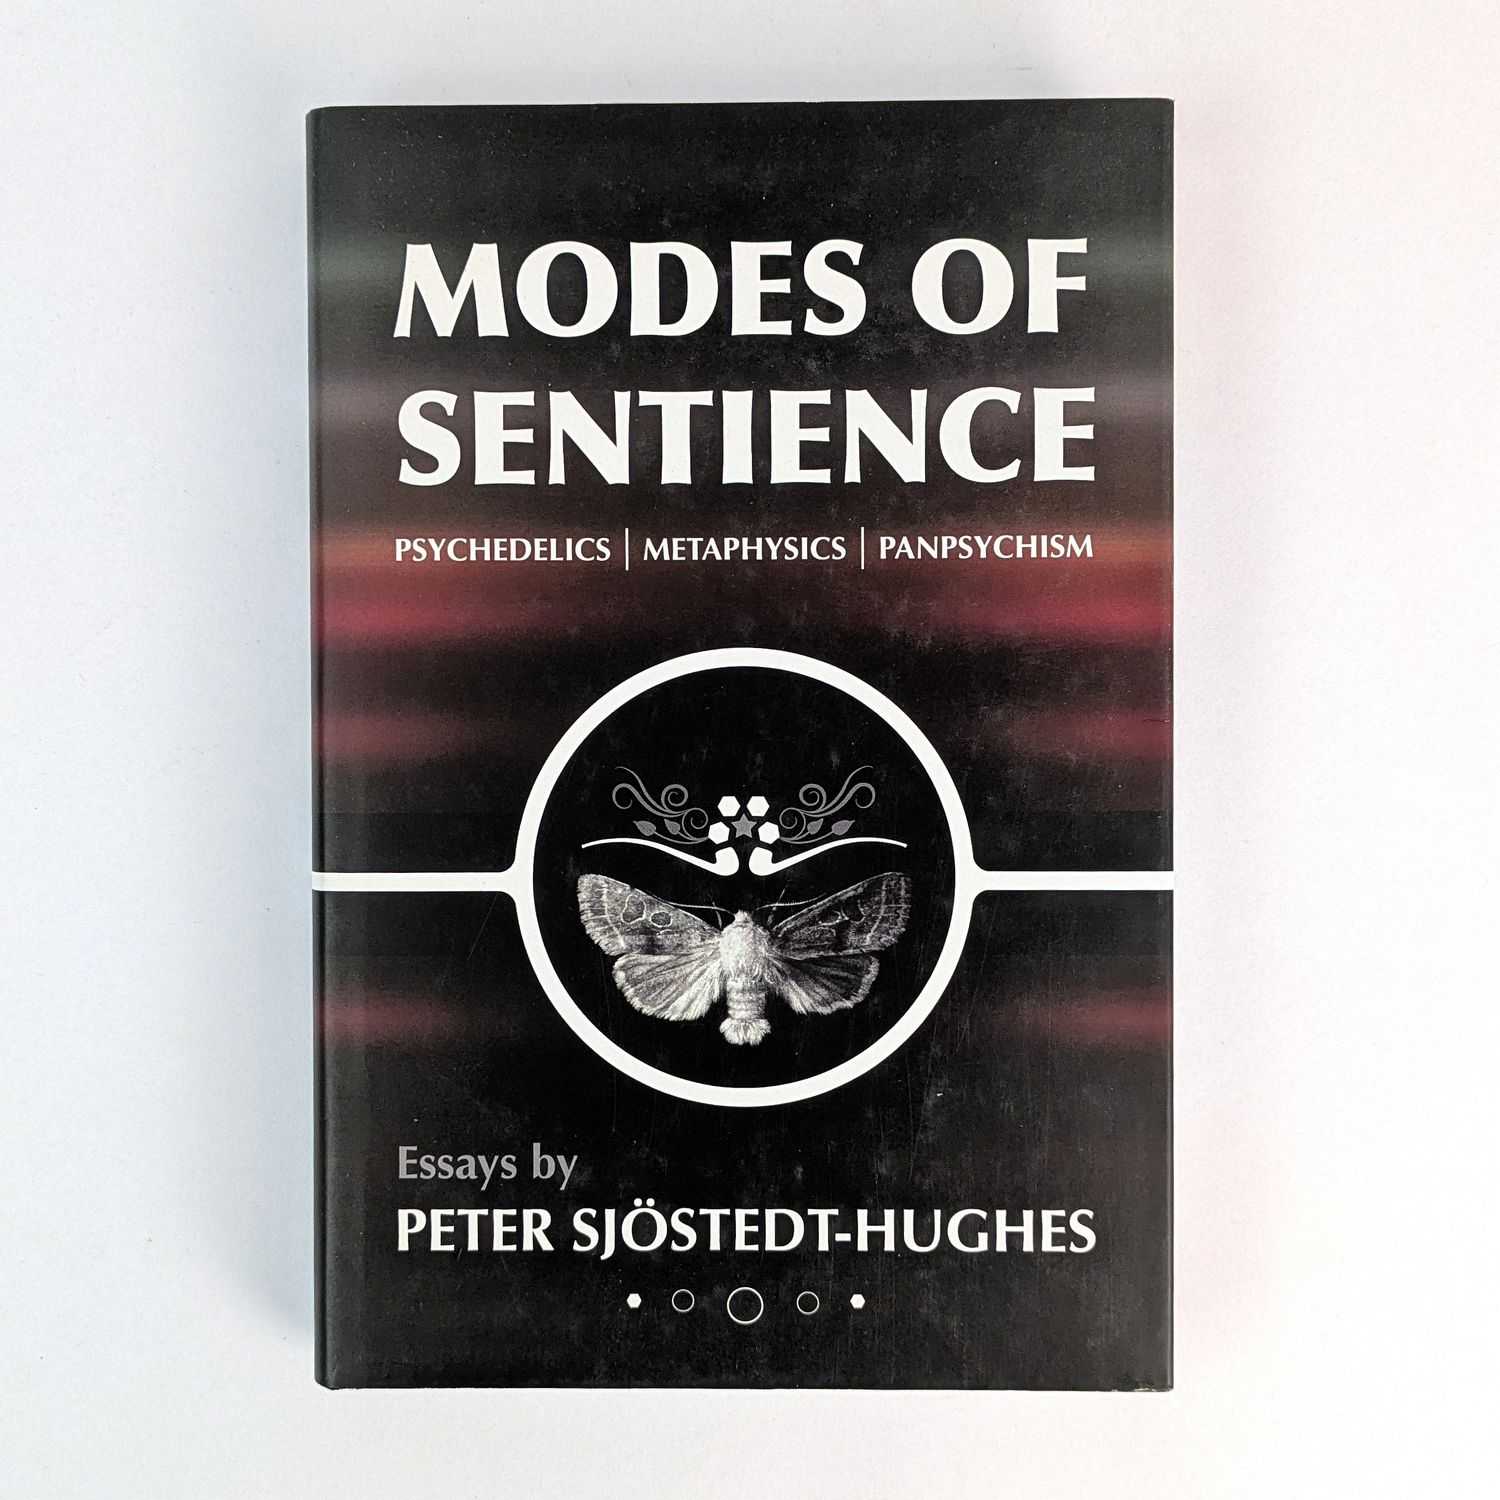 MODES OF
SENTIENCE
PSYCHEDELICS | METAPHYSICS | PANPSYCHISM
Essays by
PETER SJÖSTEDT-HUGHES